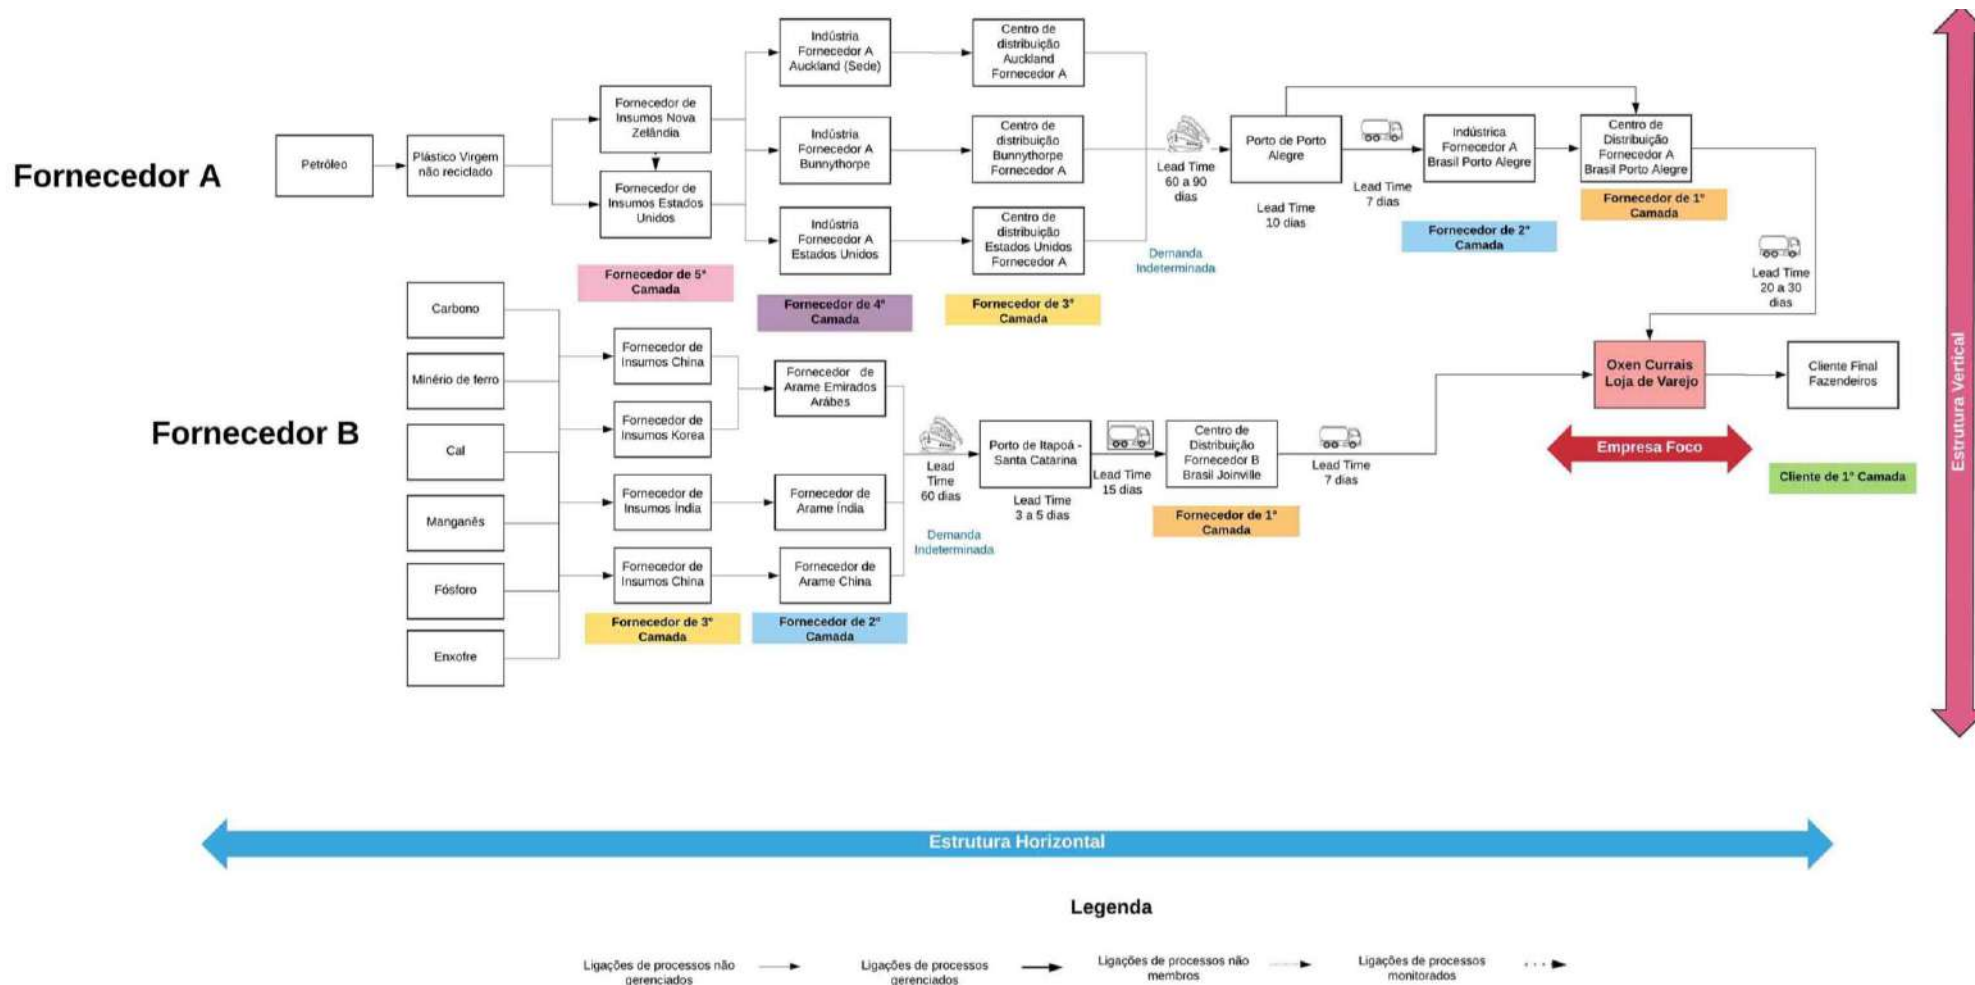 Fornecedor A
Petróleo
Plástico Virgem
não reciclado
Fornecedor de
Insumos Nova
Zelândia
Fornecedor de
Insumos Estados
Unidos
Fornecedor de 5°
Camada
Indústria
Fornecedor A
Auckland (Sede)
Indústria
Fornecedor A
Bunnythorpe
Indústria
Fornecedor A
Estados Unidos
Fornecedor de 4°
Camada
Centro de
distribuição
Auckland
Fornecedor A
Centro de
distribuição
Bunnythorpe
Fornecedor A
Centro de
distribuição
Estados Unidos
Fornecedor A
Fornecedor de 3°
Camada
Lead Time
60 a 90
dias
Demanda
Indeterminada
Porto de Porto
Alegre
Lead Time
10 dias
Lead Time
7 dias
Indústrica
Fornecedor A
Brasil Porto Alegre
Fornecedor de 2°
Camada
Centro de
Distribuição
Fornecedor A
Brasil Porto Alegre
Fornecedor de 1°
Camada
Lead Time
20 a 30
dias
Fornecedor B
Carbono
Minério de ferro
Cal
Manganês
Fósforo
Enxofre
Fornecedor de
Insumos China
Fornecedor de
Insumos Korea
Fornecedor de
Insumos Índia
Fornecedor de
Insumos China
Fornecedor de 3°
Camada
Fornecedor de
Arame Emirados
Arábes
Fornecedor de
Arame Índia
Fornecedor de
Arame China
Fornecedor de 2°
Camada
Lead
Time
60 dias
Demanda
Indeterminada
Porto de Itapoá -
Santa Catarina
Lead Time
3 a 5 dias
Lead Time
15 dias
Centro de
Distribuição
Fornecedor B
Brasil Joinville
Fornecedor de 1°
Camada
Lead Time
7 dias
Oxen Currais
Loja de Varejo
Empresa Foco
Cliente Final
Fazendeiros
Cliente de 1° Camada
Estrutura Vertical
Estrutura Horizontal
Legenda
Ligações de processos não
gerenciados
Ligações de processos
gerenciados
Ligações de processos não
membros
Ligações de processos
monitorados